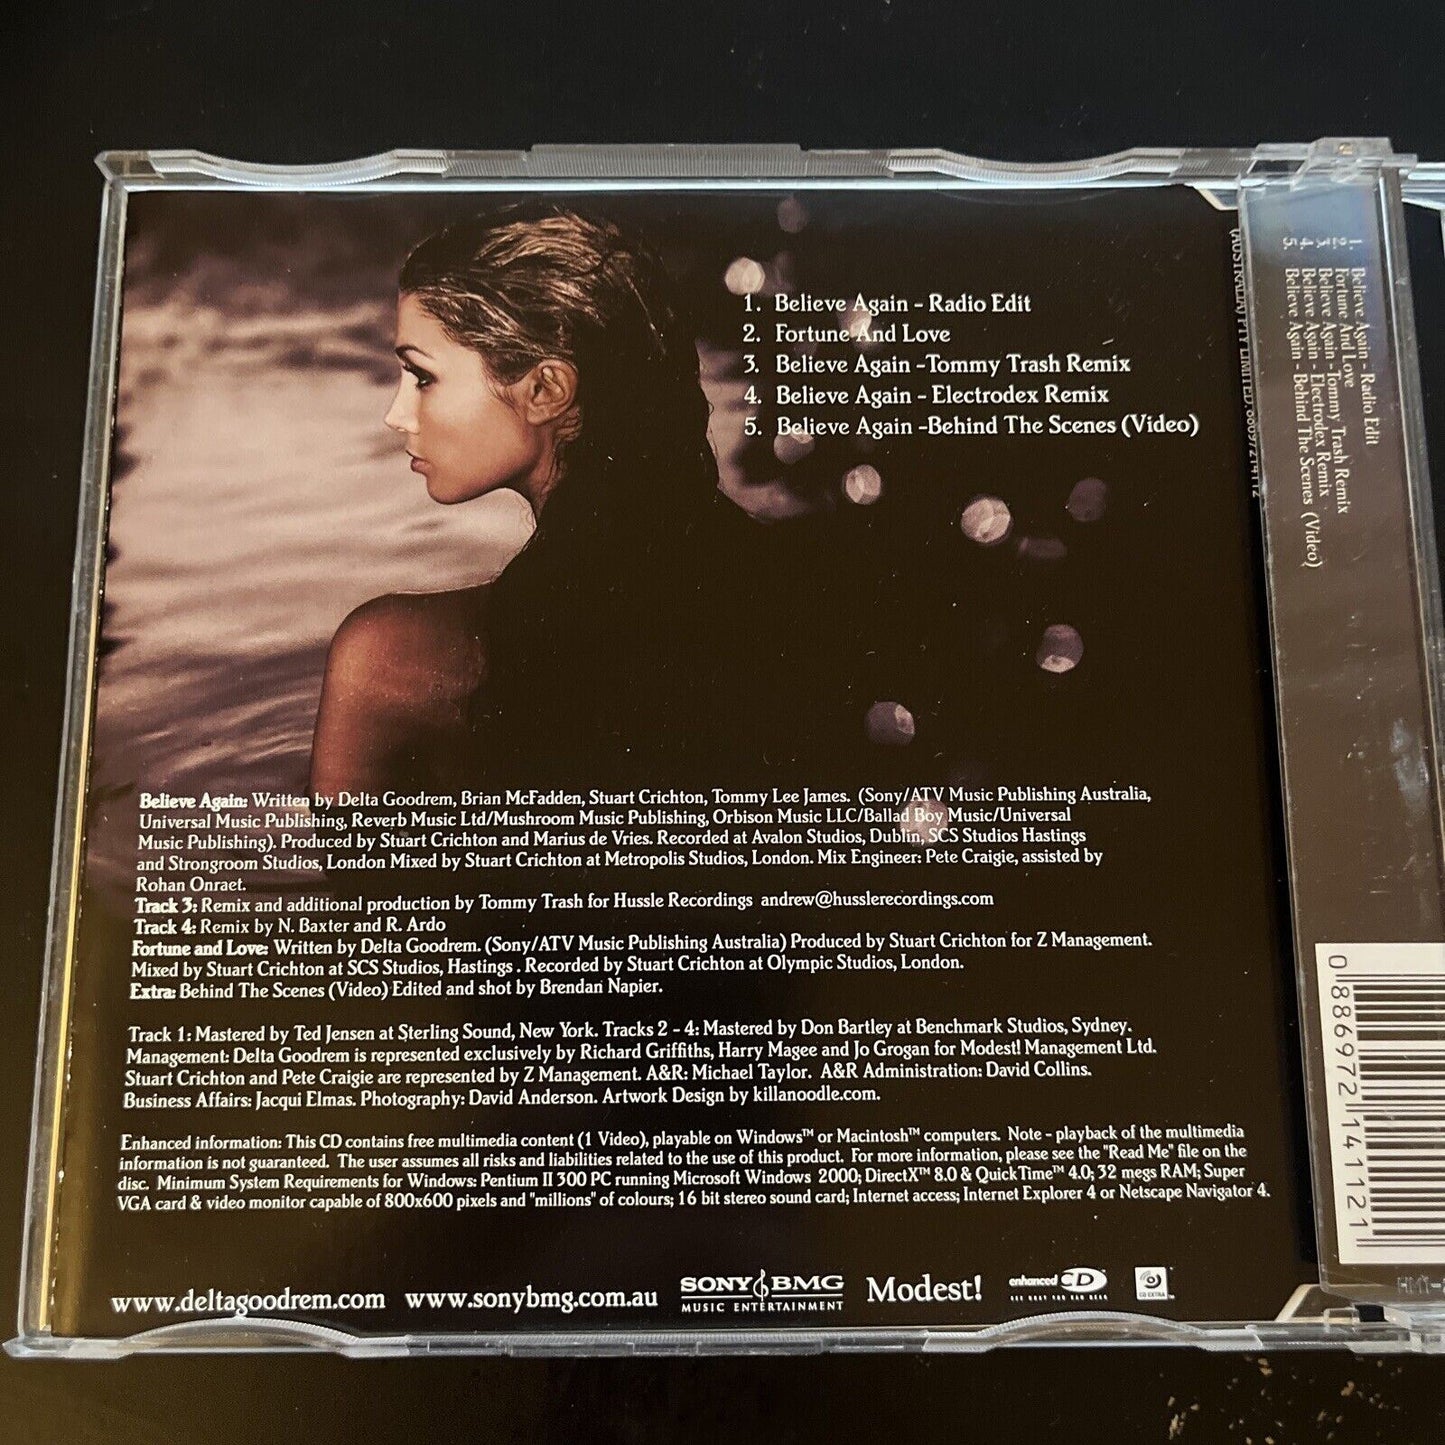 1. Believe Again - Radio Edit
2. Fortune And Love
3. Believe Again -Tommy Trash Remix
4. Believe Again - Electrodex Remix
5. Believe Again -Behind The Scenes (Video)
Believe Again: Written by Delta Goodrem, Brian McFadden, Stuart Crichton, Tommy Lee James. (Sony/ATV Music Publishing Australia,
Universal Music Publishing, Reverb Music Ltd/Mushroom Music Publishing, Orbison Music LLC/Ballad Boy Music/Universal
Music Publishing). Produced by Stuart Crichton and Marius de Vries. Recorded at Avalon Studios, Dublin, SCS Studios Hastings
and Strongroom Studios, London Mixed by Stuart Crichton at Metropolis Studios, London. Mix Engineer: Pete Craigie, assisted by
Rohan Onraet.
Track 3: Remix and additional production by Tommy Trash for Hussle Recordings andrew@husslerecordings.com
Track 4: Remix by N. Baxter and R. Ardo
Fortune and Love: Written by Delta Goodrem. (Sony/ATV Music Publishing Australia) Produced by Stuart Crichton for Z Management.
Mixed by Stuart Crichton at SCS Studios, Hastings . Recorded by Stuart Crichton at Olympic Studios, London.
Extra: Behind The Scenes (Video) Edited and shot by Brendan Napier.
Track 1: Mastered by Ted Jensen at Sterling Sound, New York. Tracks 2 - 4: Mastered by Don Bartley at Benchmark Studios, Sydney.
Management: Delta Goodrem is represented exclusively by Richard Griffiths, Harry Magee and Jo Grogan for Modest! Management Ltd.
Stuart Crichton and Pete Craigie are represented by Z Management. A&R: Michael Taylor. A&R Administration: David Collins.
Business Affairs: Jacqui Elmas. Photography: David Anderson. Artwork Design by killanoodle.com.
Enhanced information: This CD contains free multimedia content (1 Video), playable on Windows™ or Macintosh™ computers. Note - playback of the multimedia
information is not guaranteed. The user assumes all risks and liabilities related to the use of this product. For more information, please see the "Read Me" file on the
disc. Minimum System Requirements for Windows: Pentium II 300 PC running Microsoft Windows 2000; DirectX™ 8.0 & QuickTime™ 4.0; 32 megs RAM; Super
VGA card & video monitor capable of 800x600 pixels and "millions" of colours; 16 bit stereo sound card; Internet access; Internet Explorer 4 or Netscape Navigator 4.
www.deltagoodrem.com www.sonybmg.com.au
SONY BMG
MUSIC ENTERTAINMENT
Modest!
enhanced CD
SEE WHAT YOU CAN HEAR
CD EXTRA
(AUSTRALIA) PTY LIMITED 88697214112
1. Believe Again - Radio Edit
2. Fortune And Love
3. Believe Again - Tommy Trash Remix
4. Believe Again - Electrodex Remix
5. Believe Again - Behind The Scenes (Video)
0 88697 21411 21